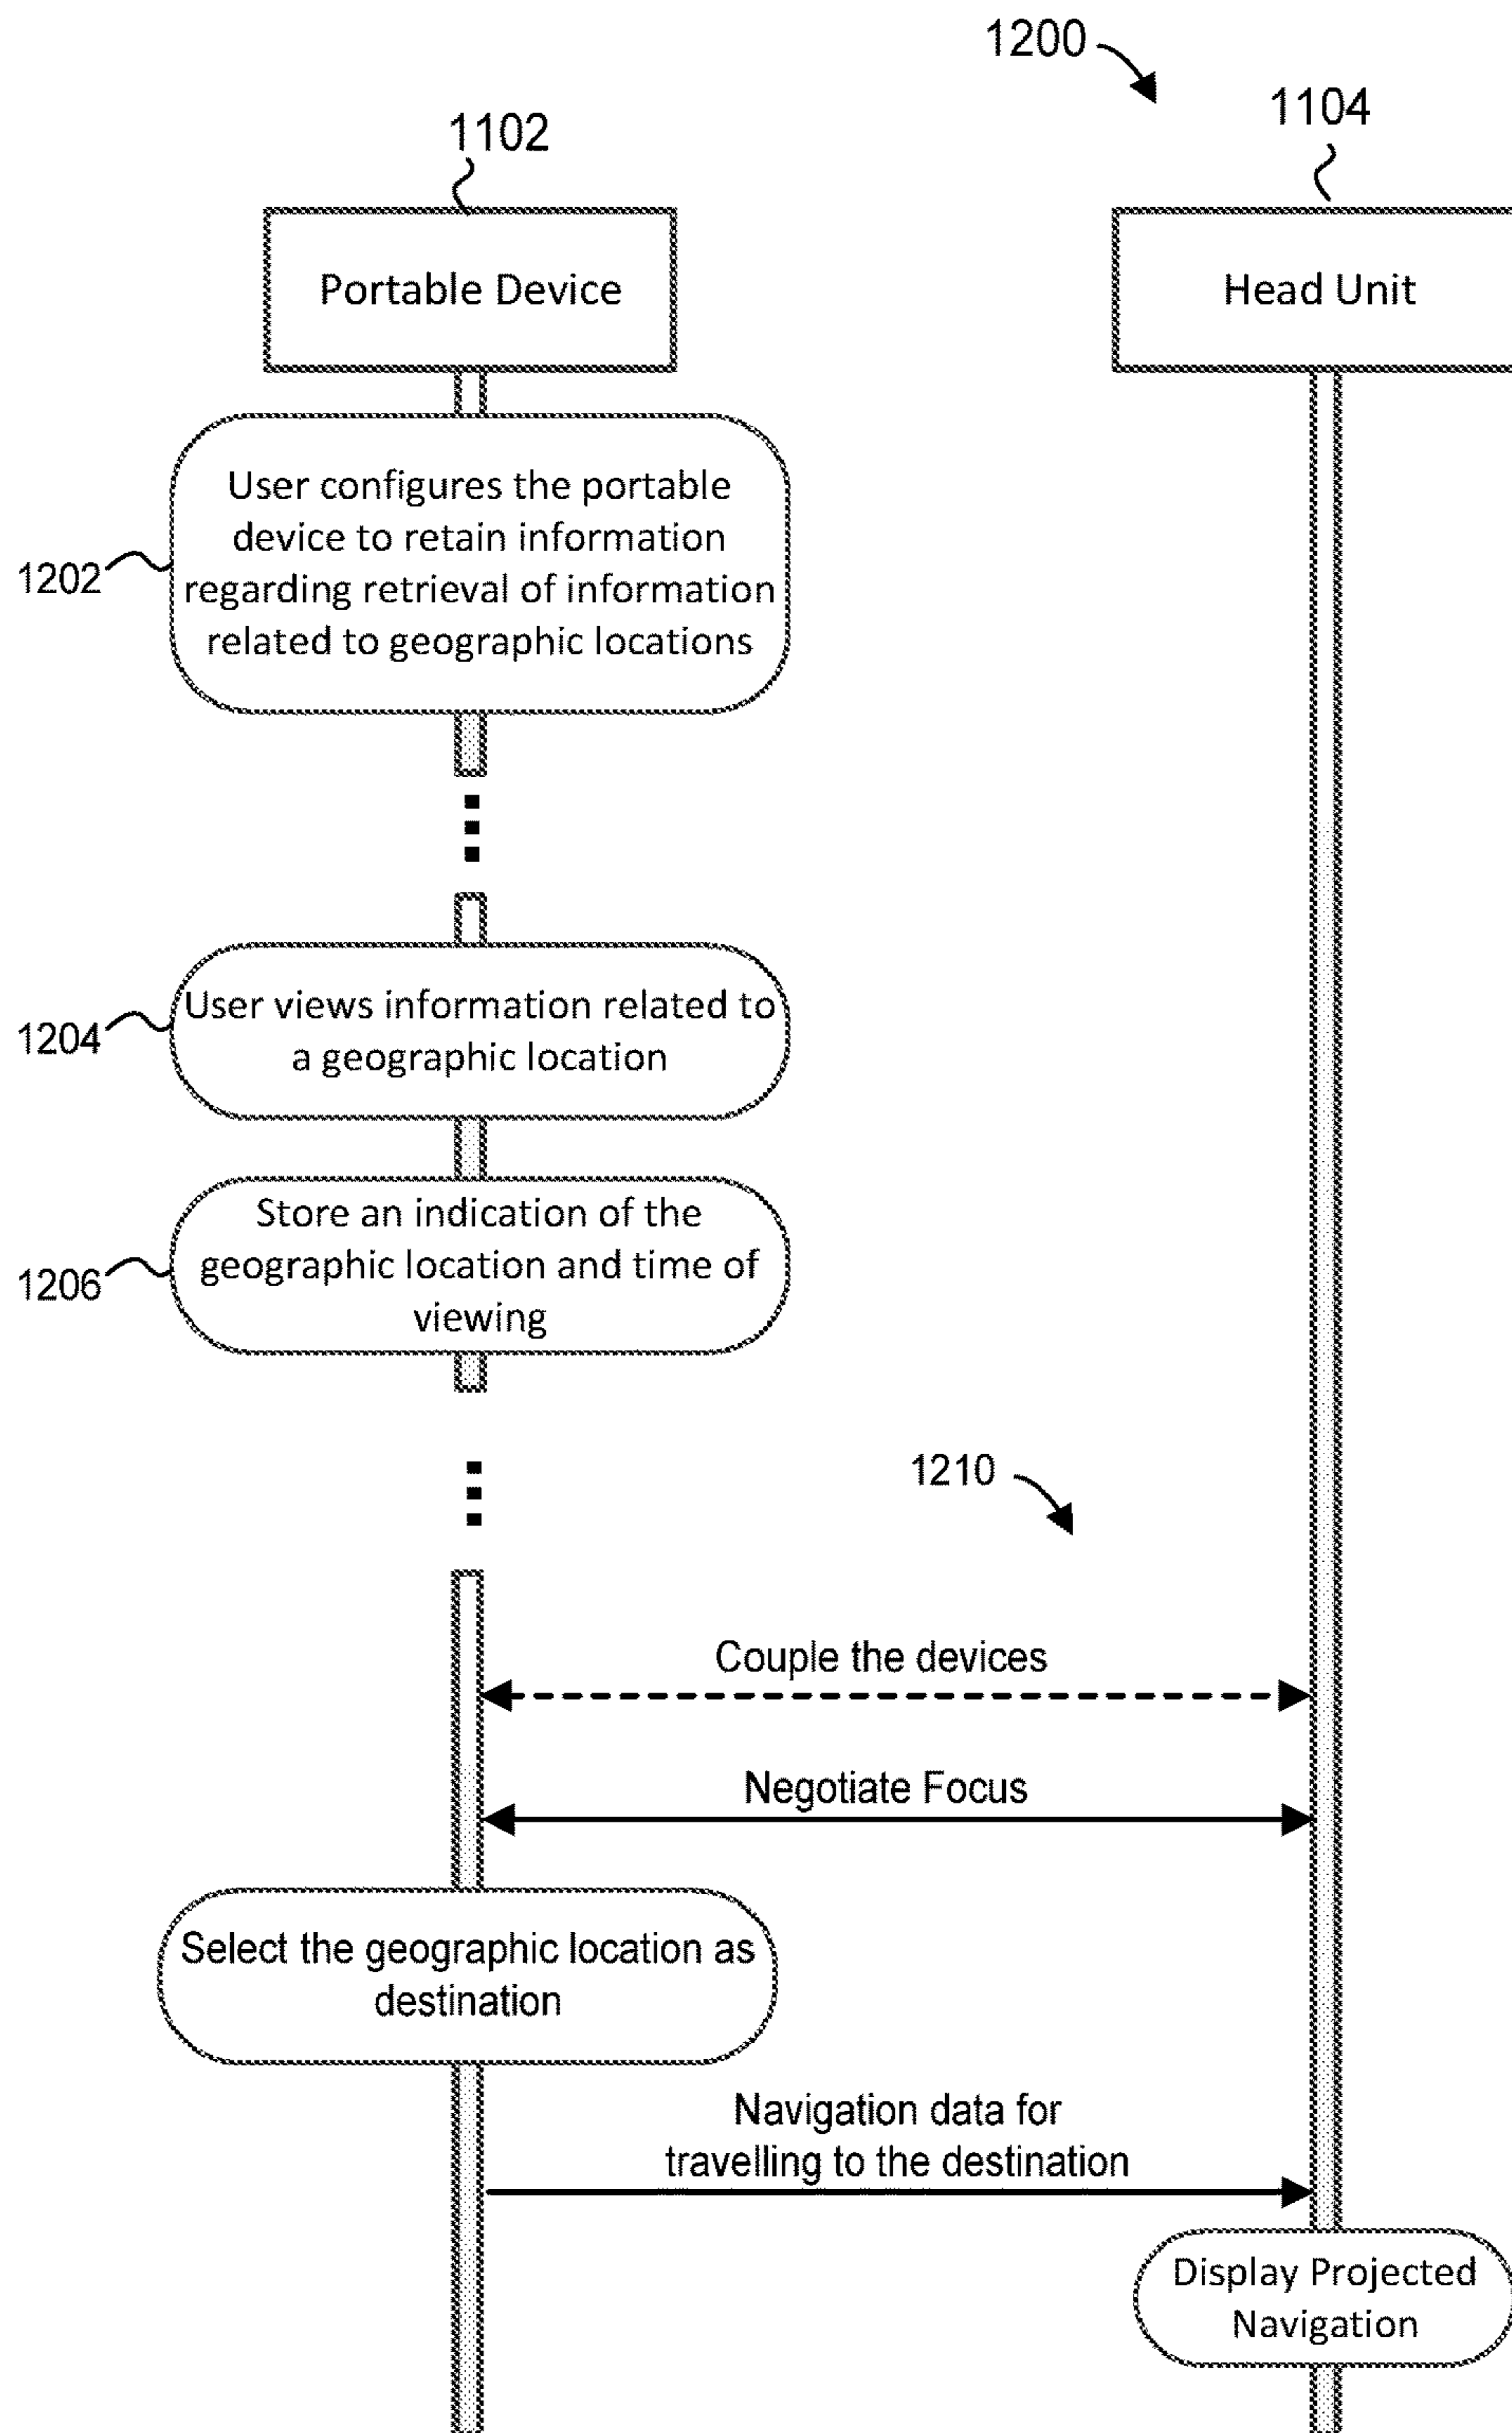 1200
1102
1104
Portable Device
Head Unit
User configures the portable
device to retain information
regarding retrieval of information
related to geographic locations
1202
User views information related to
a geographic location
1204
Store an indication of the
geographic location and time of
viewing
1206
1210
Couple the devices
Negotiate Focus
Select the geographic location as
destination
Navigation data for
travelling to the destination
Display Projected
Navigation